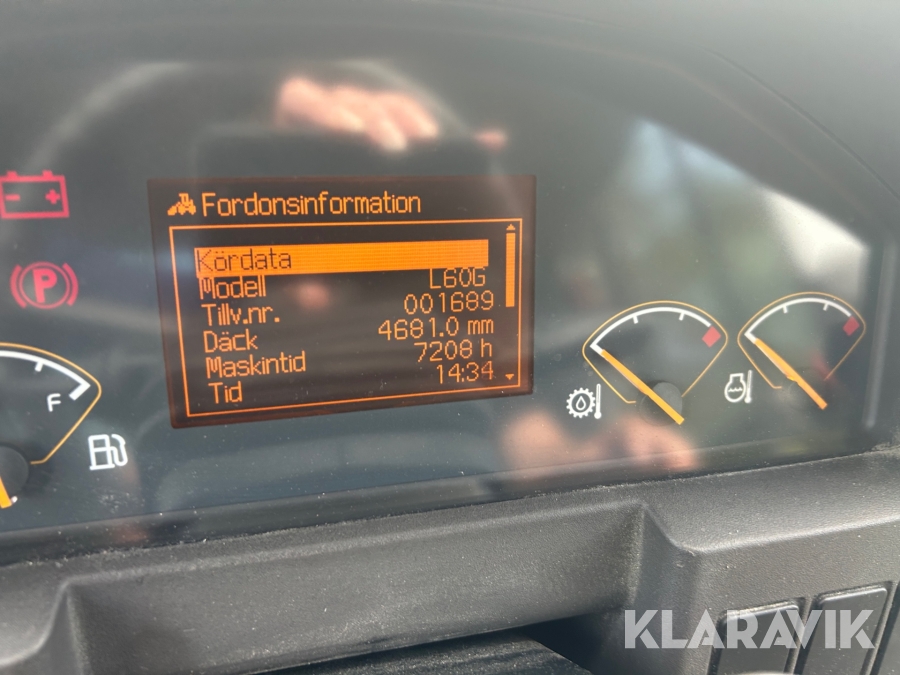 Fordonsinformation
Kördata
Modell L60G
Tillv.nr. 001689
Däck 4681.0 mm
Maskintid 7208 h
Tid 14:34
P
F
KLARAVIK